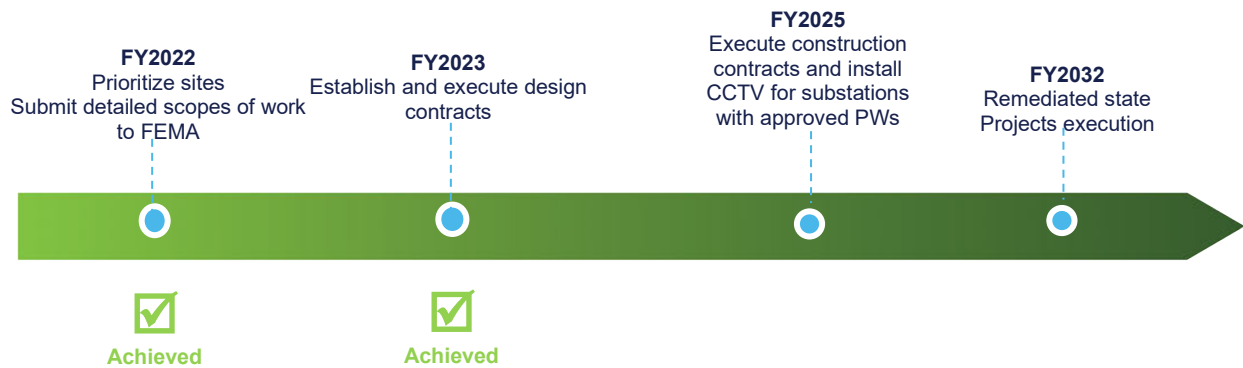 FY2022
Prioritize sites
Submit detailed scopes of work
to FEMA
FY2023
Establish and execute design
contracts
FY2025
Execute construction
contracts and install
CCTV for substations
with approved PWs
FY2032
Remediated state
Projects execution
Achieved
Achieved